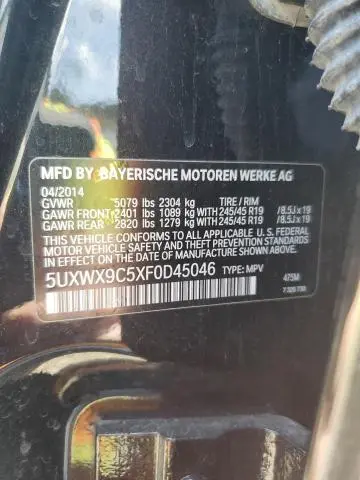 MFD BY BAYERISCHE MOTOREN WERKE AG
04/2014
GVWR 5079 lbs 2304 kg TIRE / RIM
GAWR FRONT 2401 lbs 1089 kg WITH 245/45 R19 /8.5J x 19
GAWR REAR 2820 lbs 1279 kg WITH 245/45 R19 /8.5J x 19
THIS VEHICLE CONFORMS TO ALL APPLICABLE U. S. FEDERAL
MOTOR VEHICLE SAFETY, BUMPER, AND THEFT PREVENTION
STANDARDS IN EFFECT ON THE DATE OF MANUFACTURE SHOWN ABOVE.
5UXWX9C5XF0D45046 TYPE: MPV
475M